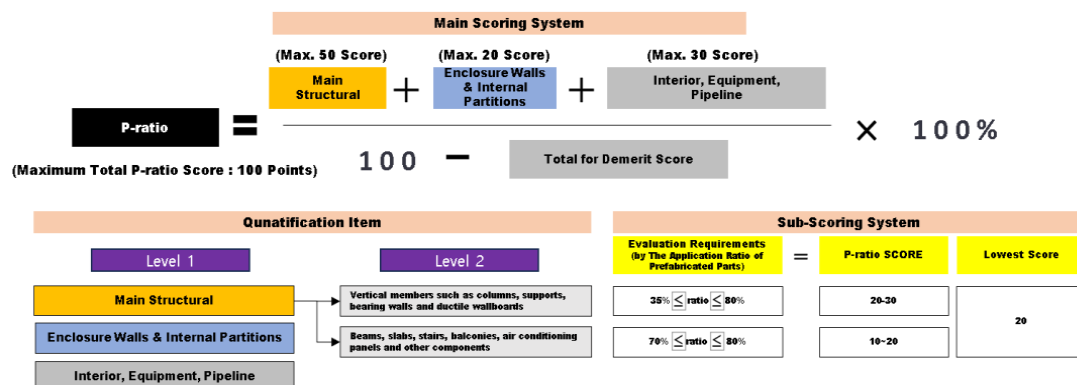 Main Scoring System
(Max. 50 Score) (Max. 20 Score) (Max. 30 Score)
Main
Structural
+
Enclosure Walls
& Internal
Partitions
+
Interior, Equipment,
Pipeline
P-ratio
=
× 100%
100 − Total for Demerit Score
(Maximum Total P-ratio Score : 100 Points)
Qunatification Item
Level 1 Level 2
Main Structural
Vertical members such as columns, supports,
bearing walls and ductile wallboards
Enclosure Walls & Internal Partitions
Beams, slabs, stairs, balconies, air conditioning
panels and other components
Interior, Equipment, Pipeline
Sub-Scoring System
Evaluation Requirements
(by The Application Ratio of
Prefabricated Parts)
=
P-ratio SCORE
Lowest Score
35% ≤ ratio ≤ 80%
20-30
70% ≤ ratio ≤ 80%
10~20
20